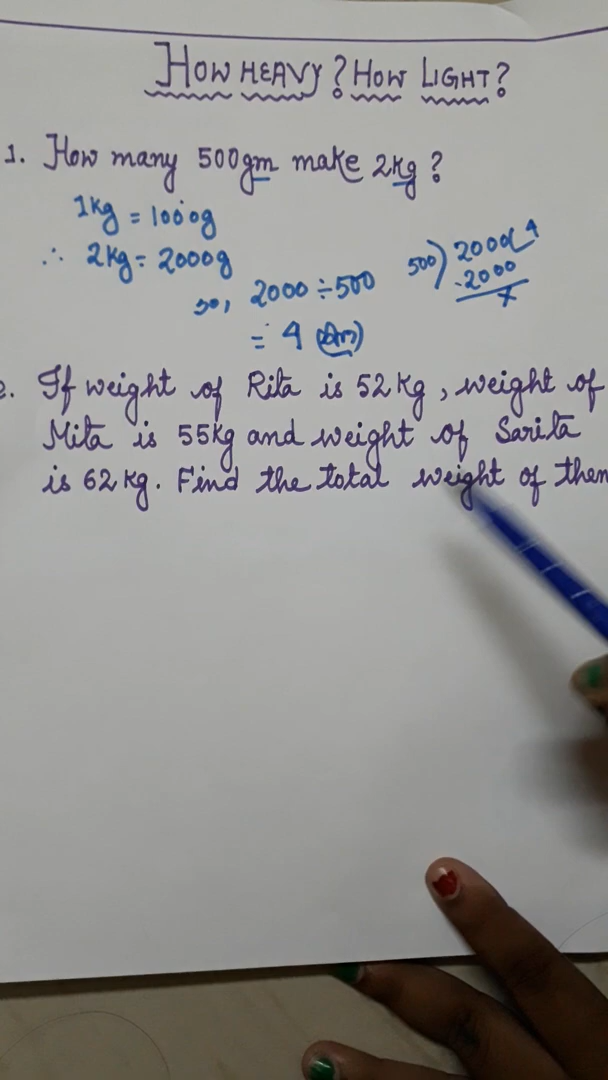 HOW HEAVY? HOW LIGHT?
1. How many 500gm make 2kg?
1kg = 1000g
∴ 2kg = 2000g
500) 2000( 4
- 2000
x
so, 2000 ÷ 500
= 4 (Ans)
2. If weight of Rita is 52 kg, weight of
Mita is 55kg and weight of Sarita
is 62 kg. Find the total weight of them